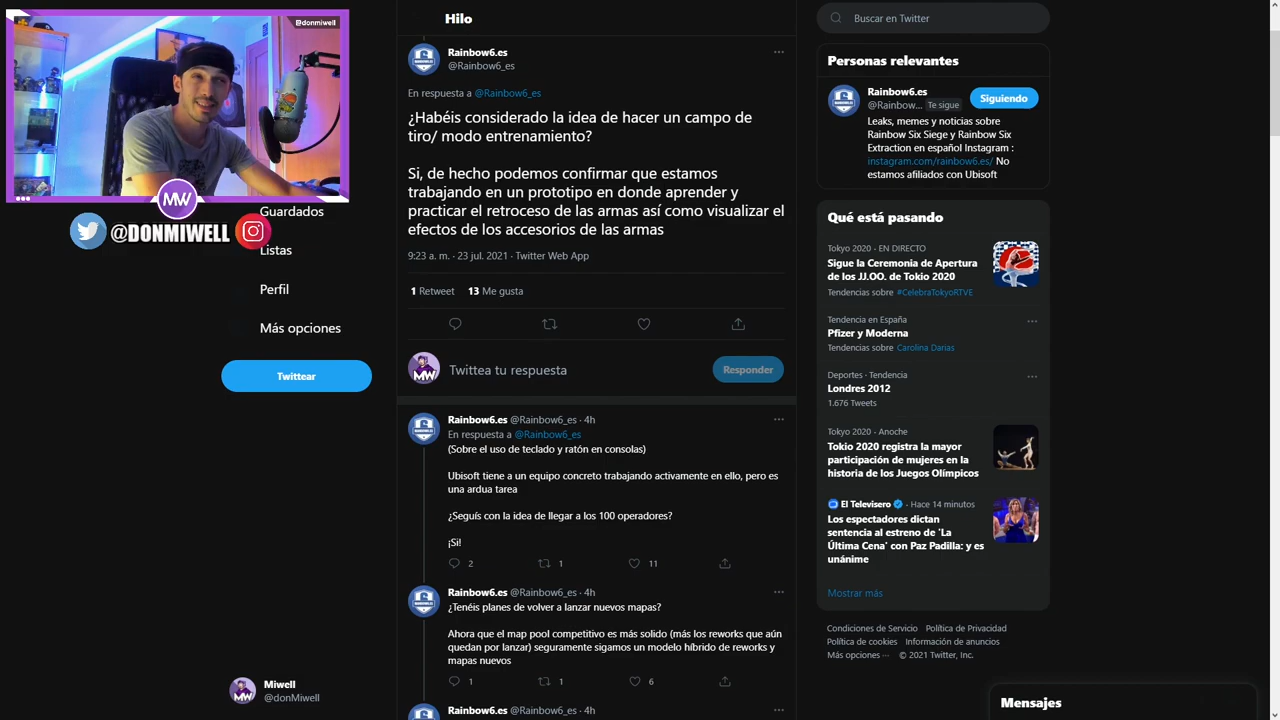 @donmiwell
MW
@DONMIWELL
Guardados
Listas
Perfil
Más opciones
Twittear
Miwell
@donMiwell
Hilo
Rainbow6.es
@Rainbow6_es
En respuesta a @Rainbow6_es
¿Habéis considerado la idea de hacer un campo de
tiro/ modo entrenamiento?
Si, de hecho podemos confirmar que estamos
trabajando en un prototipo en donde aprender y
practicar el retroceso de las armas así como visualizar el
efectos de los accesorios de las armas
9:23 a. m. · 23 jul. 2021 · Twitter Web App
1 Retweet 13 Me gusta
MW
Twittea tu respuesta
Responder
Rainbow6.es @Rainbow6_es · 4h
En respuesta a @Rainbow6_es
(Sobre el uso de teclado y ratón en consolas)
Ubisoft tiene a un equipo concreto trabajando activamente en ello, pero es
una ardua tarea
¿Seguís con la idea de llegar a los 100 operadores?
¡Si!
2 1 11
Rainbow6.es @Rainbow6_es · 4h
¿Tenéis planes de volver a lanzar nuevos mapas?
Ahora que el map pool competitivo es más solido (más los reworks que aún
quedan por lanzar) seguramente sigamos un modelo híbrido de reworks y
mapas nuevos
1 1 6
Rainbow6.es @Rainbow6_es · 4h
Buscar en Twitter
Personas relevantes
Rainbow6.es
@Rainbow... Te sigue
Siguiendo
Leaks, memes y noticias sobre
Rainbow Six Siege y Rainbow Six
Extraction en español Instagram :
instagram.com/rainbow6.es/ No
estamos afiliados con Ubisoft
Qué está pasando
Tokyo 2020 · EN DIRECTO
Sigue la Ceremonia de Apertura
de los JJ.OO. de Tokio 2020
Tendencias sobre #CelebraTokyoRTVE
Tendencia en España
Pfizer y Moderna
Tendencias sobre Carolina Darias
Deportes · Tendencia
Londres 2012
1.676 Tweets
Tokyo 2020 · Anoche
Tokio 2020 registra la mayor
participación de mujeres en la
historia de los Juegos Olímpicos
El Televisero · Hace 14 minutos
Los espectadores dictan
sentencia al estreno de 'La
Última Cena' con Paz Padilla: y es
unánime
Mostrar más
Condiciones de Servicio Política de Privacidad
Política de cookies Información de anuncios
Más opciones ··· © 2021 Twitter, Inc.
Mensajes